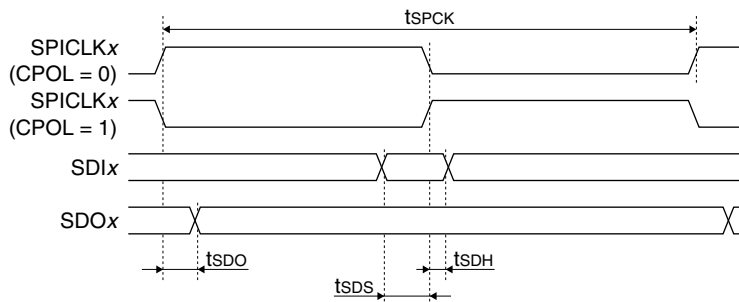 tSPCK
SPICLKx
(CPOL = 0)
SPICLKx
(CPOL = 1)
SDIx
SDOx
tSDO
tSDH
tSDS